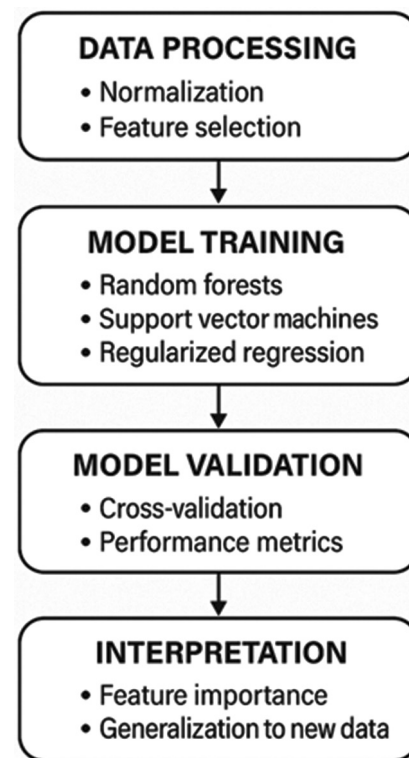 DATA PROCESSING
• Normalization
• Feature selection
MODEL TRAINING
• Random forests
• Support vector machines
• Regularized regression
MODEL VALIDATION
• Cross-validation
• Performance metrics
INTERPRETATION
• Feature importance
• Generalization to new data